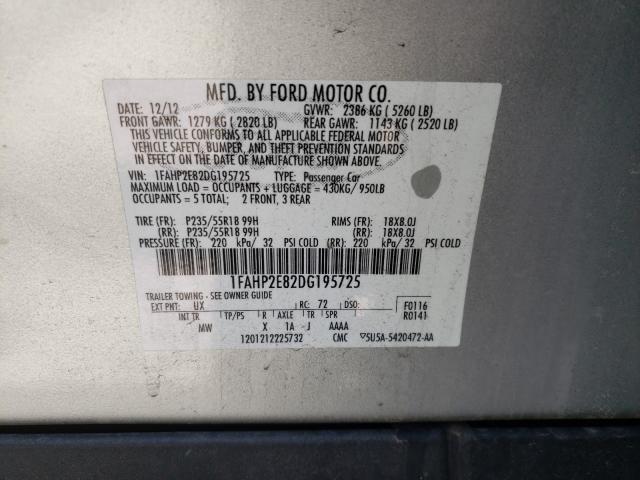 MFD. BY FORD MOTOR CO.
DATE: 12/12 GVWR: 2386 KG ( 5260 LB)
FRONT GAWR: 1279 KG ( 2820 LB) REAR GAWR: 1143 KG ( 2520 LB)
THIS VEHICLE CONFORMS TO ALL APPLICABLE FEDERAL MOTOR
VEHICLE SAFETY, BUMPER, AND THEFT PREVENTION STANDARDS
IN EFFECT ON THE DATE OF MANUFACTURE SHOWN ABOVE.
VIN: 1FAHP2E82DG195725 TYPE: Passenger Car
MAXIMUM LOAD = OCCUPANTS + LUGGAGE = 430KG/ 950LB
OCCUPANTS = 5 TOTAL; 2 FRONT, 3 REAR
TIRE (FR): P235/55R18 99H RIMS (FR): 18X8.0J
(RR): P235/55R18 99H (RR): 18X8.0J
PRESSURE (FR): 220 kPa/ 32 PSI COLD (RR): 220 kPa/ 32 PSI COLD
1FAHP2E82DG195725
TRAILER TOWING - SEE OWNER GUIDE
EXT PNT: UX RC: 72 DSO: F0116
INT TR TP/PS R AXLE TR SPR R0141
MW X 1A J AAAA
1201212225732 CMC ▽5U5A-5420472-AA